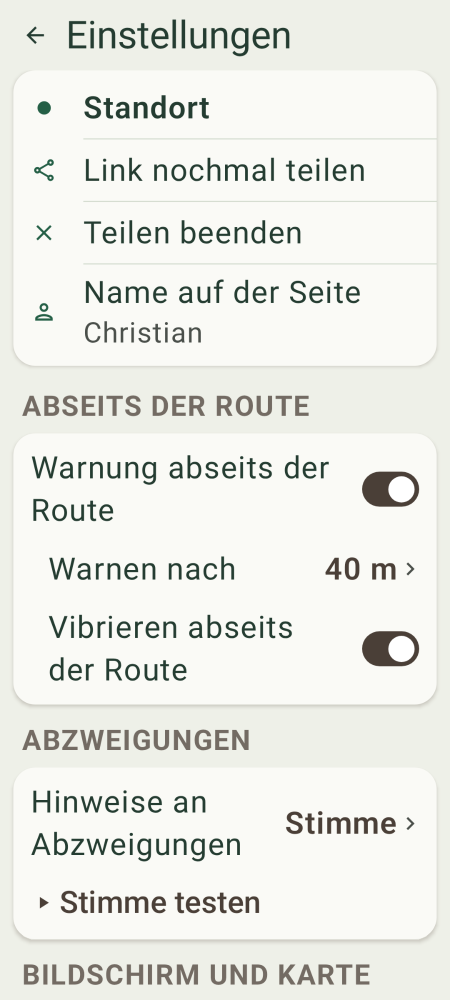 Einstellungen
Standort
Link nochmal teilen
Teilen beenden
Name auf der Seite
Christian
ABSEITS DER ROUTE
Warnung abseits der
Route
Warnen nach 40 m
Vibrieren abseits
der Route
ABZWEIGUNGEN
Hinweise an
Abzweigungen
Stimme
Stimme testen
BILDSCHIRM UND KARTE